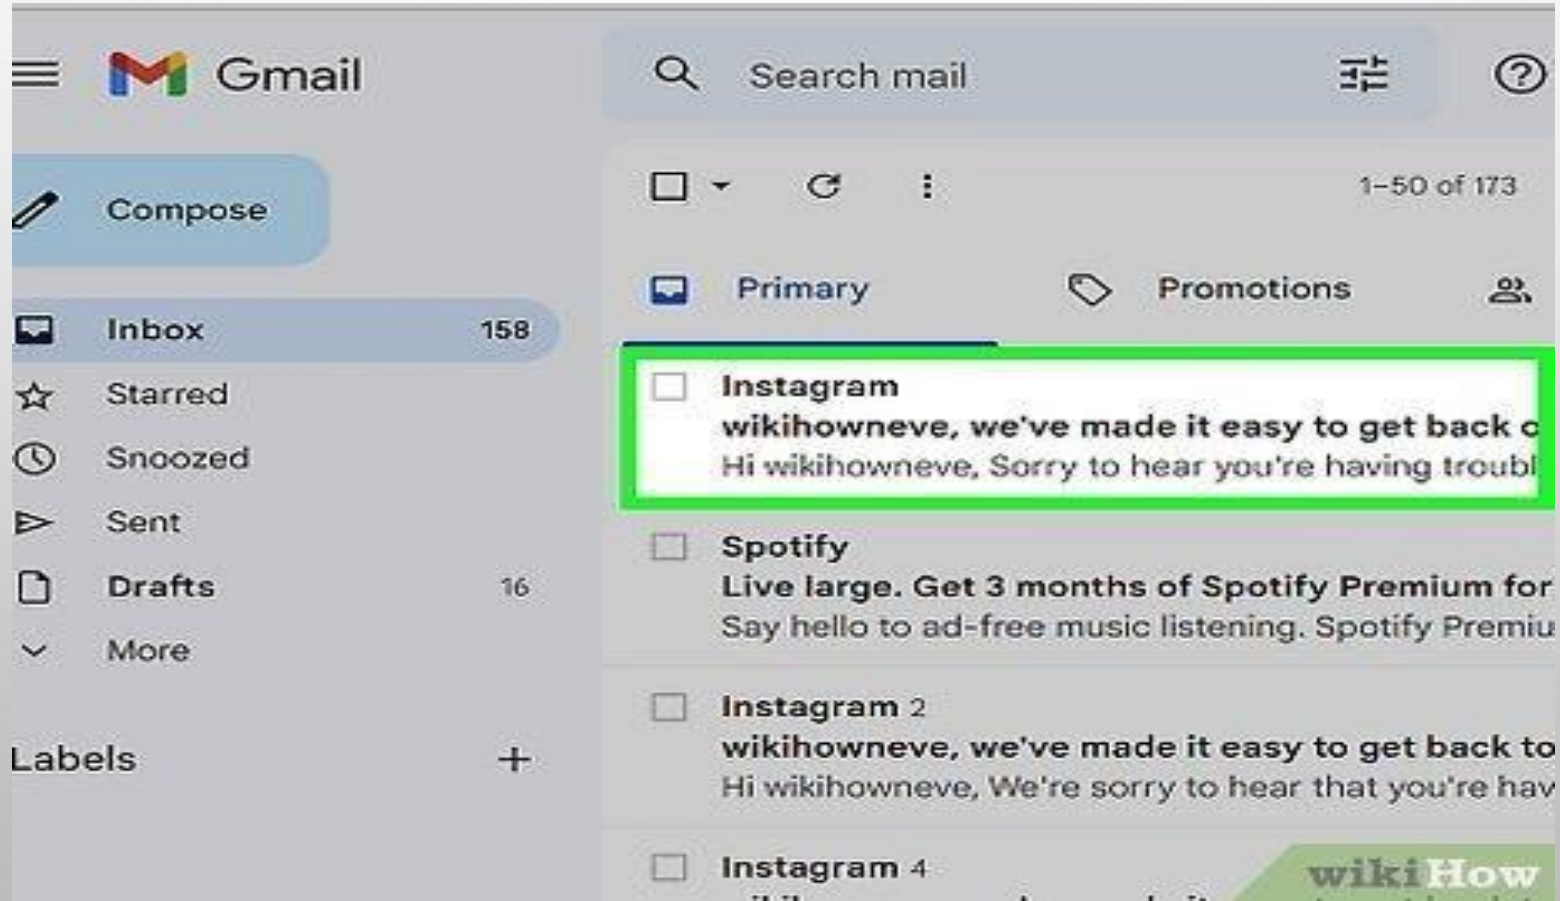 Gmail
Search mail
Compose
1–50 of 173
Primary
Promotions
Inbox 158
Starred
Snoozed
Sent
Drafts 16
More
Labels
Instagram
wikihowneve, we've made it easy to get back
Hi wikihowneve, Sorry to hear you're having troubl
Spotify
Live large. Get 3 months of Spotify Premium for
Say hello to ad-free music listening. Spotify Premiu
Instagram 2
wikihowneve, we've made it easy to get back to
Hi wikihowneve, We're sorry to hear that you're hav
Instagram 4
wikiHow